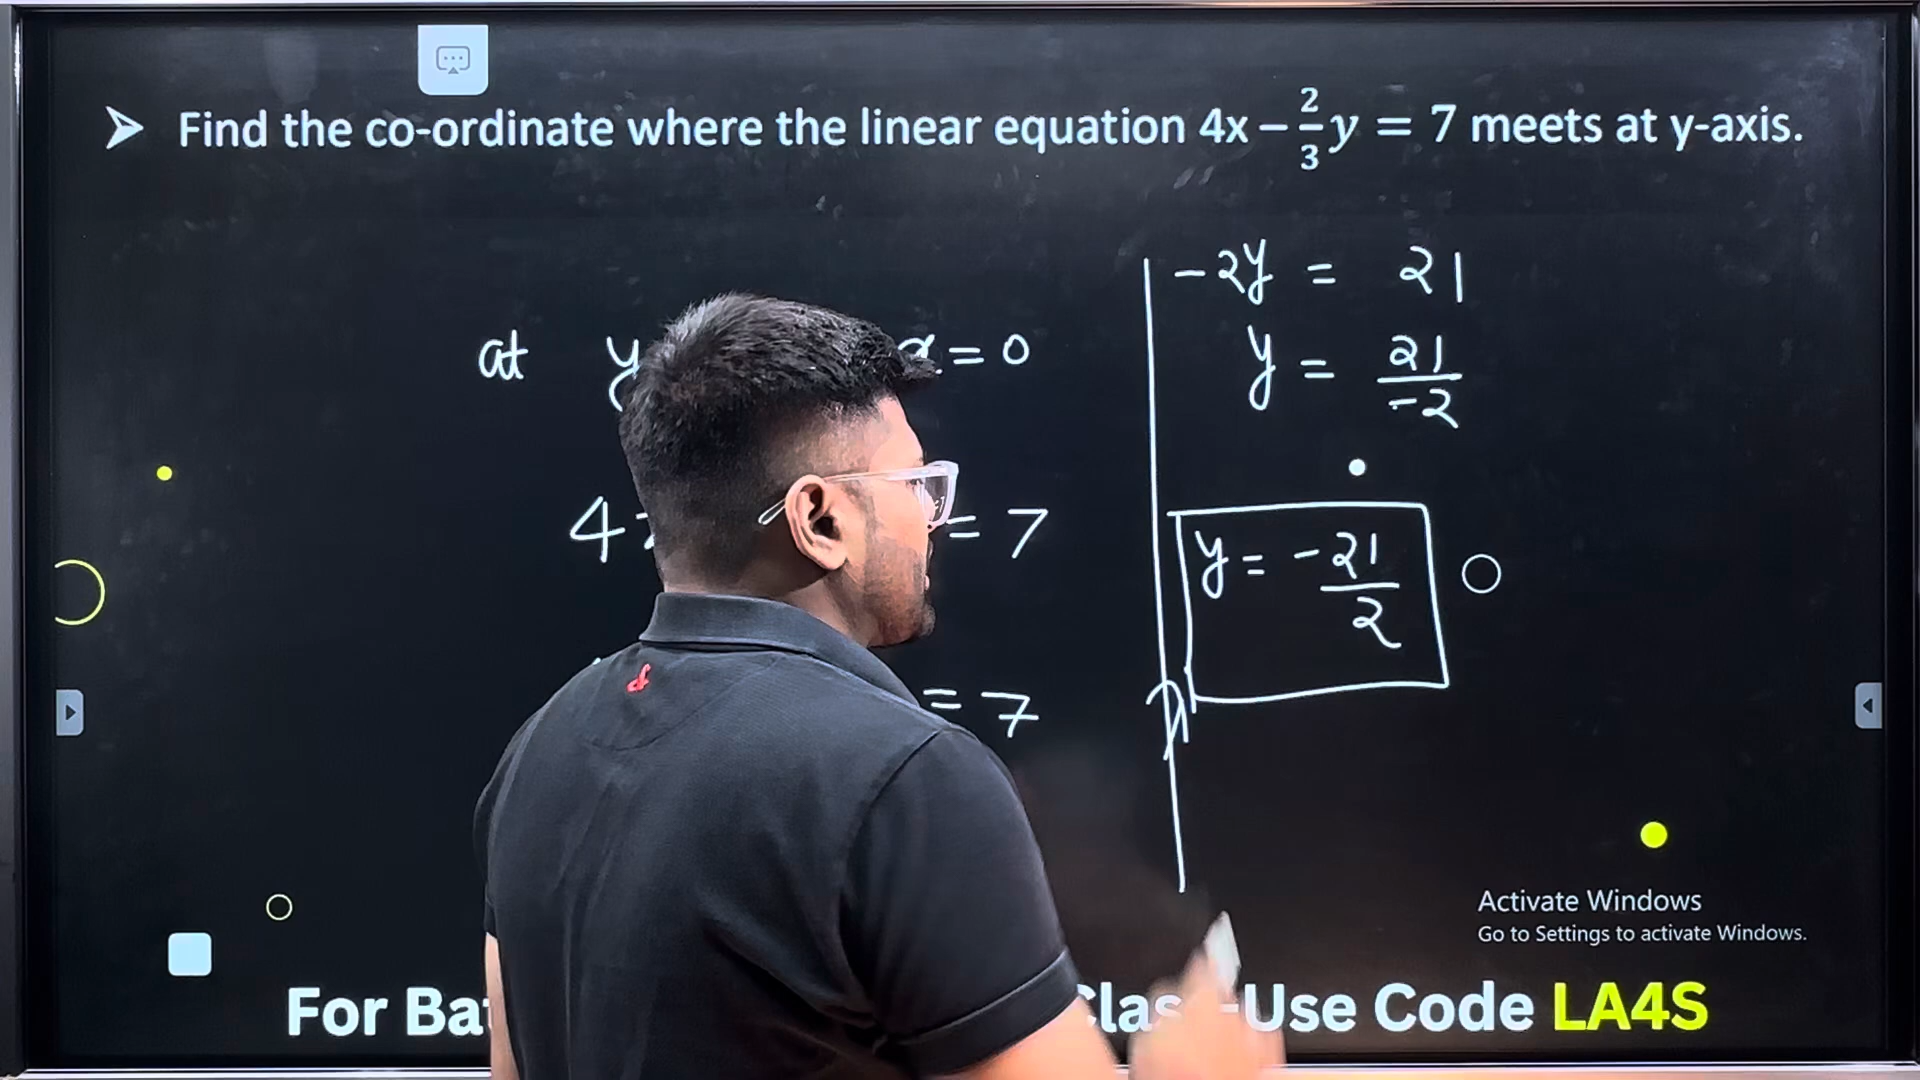 ➤ Find the co-ordinate where the linear equation 4x − 2/3 y = 7 meets at y-axis.
at y x = 0
4 = 7
= 7
-2y = 21
y = 21/-2
y = -21/2
Activate Windows
Go to Settings to activate Windows.
For Use Code LA4S